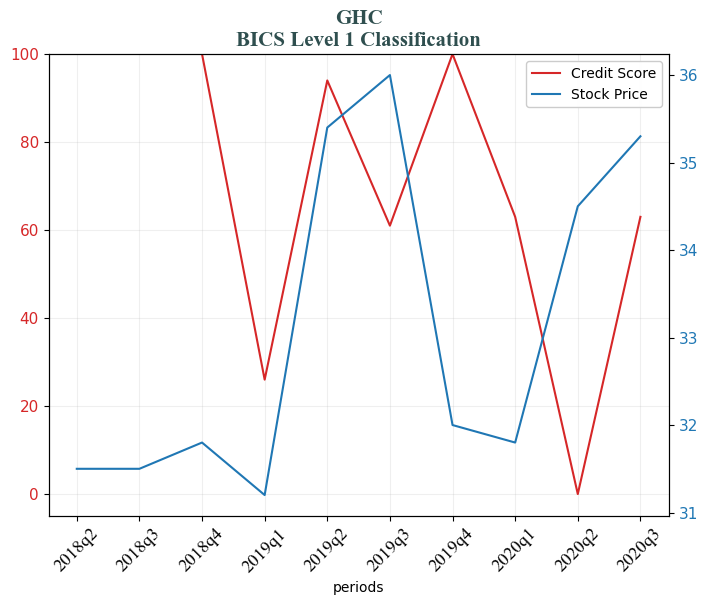 GHC
BICS Level 1 Classification
Credit Score
Stock Price
100
80
60
40
20
0
36
35
34
33
32
31
2018q2
2018q3
2018q4
2019q1
2019q2
2019q3
2019q4
2020q1
2020q2
2020q3
periods